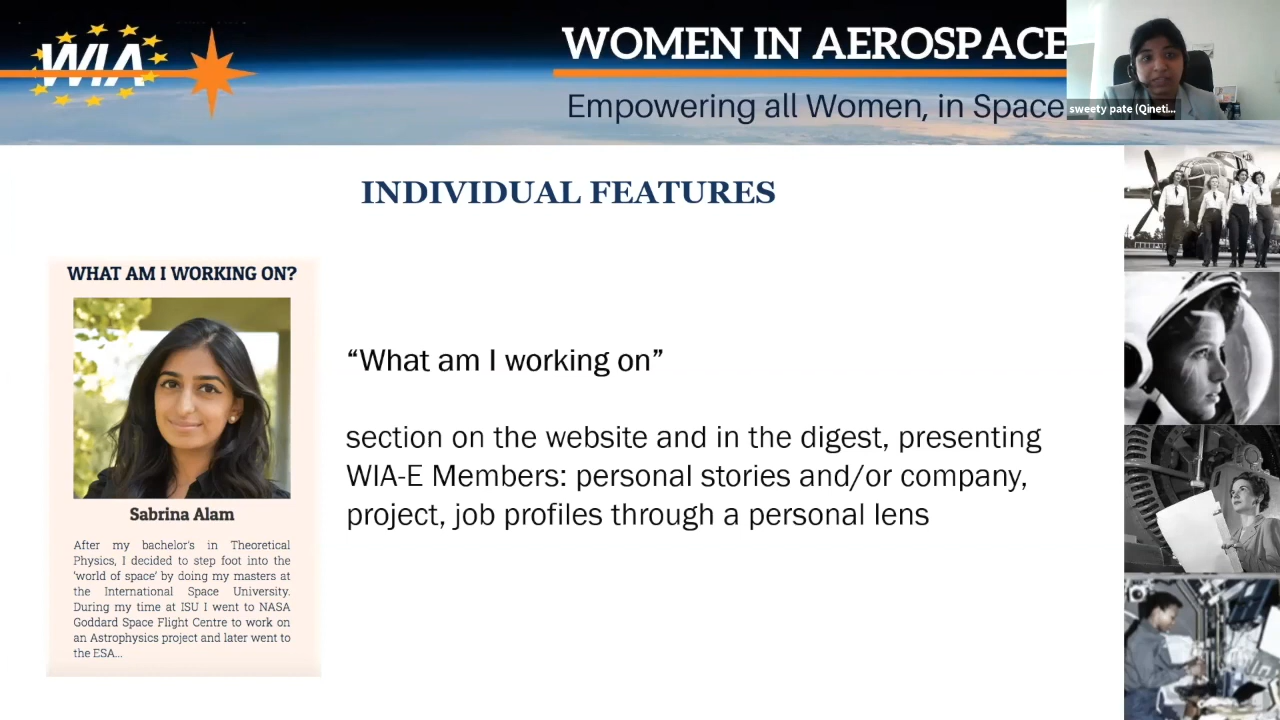 WIA
WOMEN IN AEROSPACE
Empowering all Women, in Space
sweety pate (Qineti...
INDIVIDUAL FEATURES
WHAT AM I WORKING ON?
Sabrina Alam
After my bachelor's in Theoretical
Physics, I decided to step foot into the
'world of space' by doing my masters at
the International Space University.
During my time at ISU I went to NASA
Goddard Space Flight Centre to work on
an Astrophysics project and later went to
the ESA...
“What am I working on”
section on the website and in the digest, presenting
WIA-E Members: personal stories and/or company,
project, job profiles through a personal lens